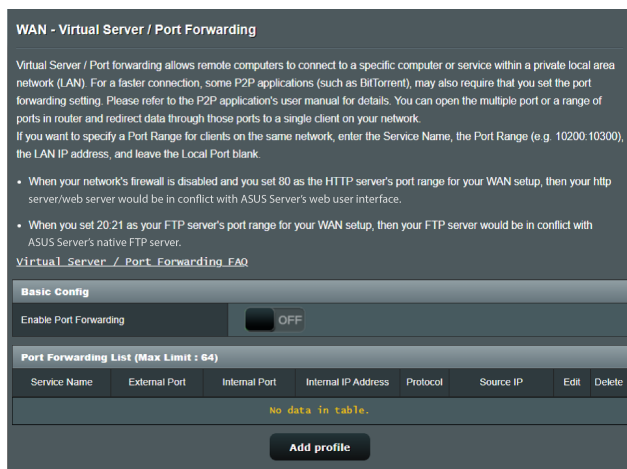 WAN - Virtual Server / Port Forwarding
Virtual Server / Port forwarding allows remote computers to connect to a specific computer or service within a private local area
network (LAN). For a faster connection, some P2P applications (such as BitTorrent), may also require that you set the port
forwarding setting. Please refer to the P2P application's user manual for details. You can open the multiple port or a range of
ports in router and redirect data through those ports to a single client on your network.
If you want to specify a Port Range for clients on the same network, enter the Service Name, the Port Range (e.g. 10200:10300),
the LAN IP address, and leave the Local Port blank.
• When your network's firewall is disabled and you set 80 as the HTTP server's port range for your WAN setup, then your http
server/web server would be in conflict with ASUS Server's web user interface.
• When you set 20:21 as your FTP server's port range for your WAN setup, then your FTP server would be in conflict with
ASUS Server's native FTP server.
Virtual Server / Port Forwarding FAQ
Basic Config
Enable Port Forwarding OFF
Port Forwarding List (Max Limit : 64)
Service Name External Port Internal Port Internal IP Address Protocol Source IP Edit Delete
No data in table.
Add profile